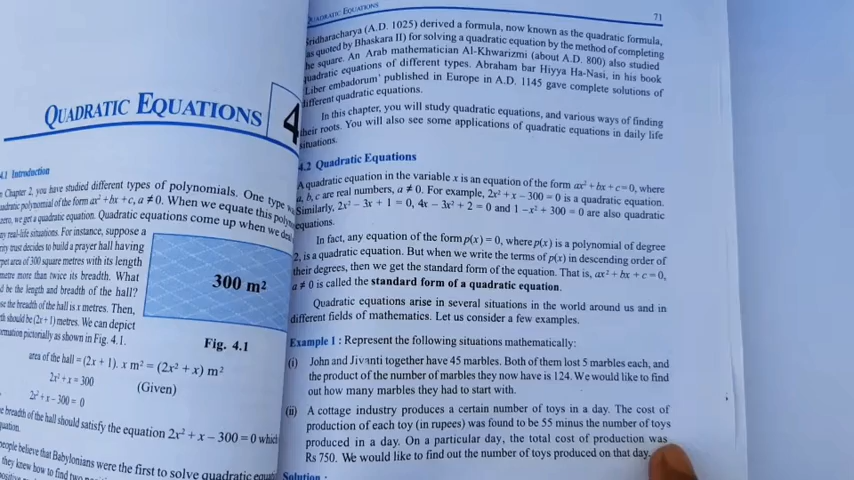 QUADRATIC EQUATIONS
4
4.1 Introduction
Chapter 2, you have studied different types of polynomials. One type
quadratic polynomial of the form ax² + bx + c, a ≠ 0. When we equate this
zero, we get a quadratic equation. Quadratic equations come up when we
real-life situations. For instance, suppose a
trust decides to build a prayer hall having
area of 300 square metres with its length
metre more than twice its breadth. What
be the length and breadth of the hall?
the breadth of the hall is x metres. Then,
should be (2x + 1) metres. We can depict
pictorially as shown in Fig. 4.1.
300 m²
Fig. 4.1
area of the hall = (2x + 1). x m² = (2x² + x) m²
2x² + x = 300
(Given)
2x² + x – 300 = 0
breadth of the hall should satisfy the equation 2x² + x – 300 = 0 which
people believe that Babylonians were the first to solve quadratic
they knew how to find two
QUADRATIC EQUATIONS
71
Sridharacharya (A.D. 1025) derived a formula, now known as the quadratic formula,
as quoted by Bhaskara II) for solving a quadratic equation by the method of completing
the square. An Arab mathematician Al-Khwarizmi (about A.D. 800) also studied
quadratic equations of different types. Abraham bar Hiyya Ha-Nasi, in his book
'Liber embadorum' published in Europe in A.D. 1145 gave complete solutions of
different quadratic equations.
In this chapter, you will study quadratic equations, and various ways of finding
their roots. You will also see some applications of quadratic equations in daily life
situations.
4.2 Quadratic Equations
A quadratic equation in the variable x is an equation of the form ax² + bx + c = 0, where
a, b, c are real numbers, a ≠ 0. For example, 2x² + x – 300 = 0 is a quadratic equation.
Similarly, 2x² – 3x + 1 = 0, 4x – 3x² + 2 = 0 and 1 – x² + 300 = 0 are also quadratic
equations.
In fact, any equation of the form p(x) = 0, where p(x) is a polynomial of degree
2, is a quadratic equation. But when we write the terms of p(x) in descending order of
their degrees, then we get the standard form of the equation. That is, ax² + bx + c = 0,
a ≠ 0 is called the standard form of a quadratic equation.
Quadratic equations arise in several situations in the world around us and in
different fields of mathematics. Let us consider a few examples.
Example 1 : Represent the following situations mathematically:
(i) John and Jivanti together have 45 marbles. Both of them lost 5 marbles each, and
the product of the number of marbles they now have is 124. We would like to find
out how many marbles they had to start with.
(ii) A cottage industry produces a certain number of toys in a day. The cost of
production of each toy (in rupees) was found to be 55 minus the number of toys
produced in a day. On a particular day, the total cost of production was
Rs 750. We would like to find out the number of toys produced on that day.
Solution :